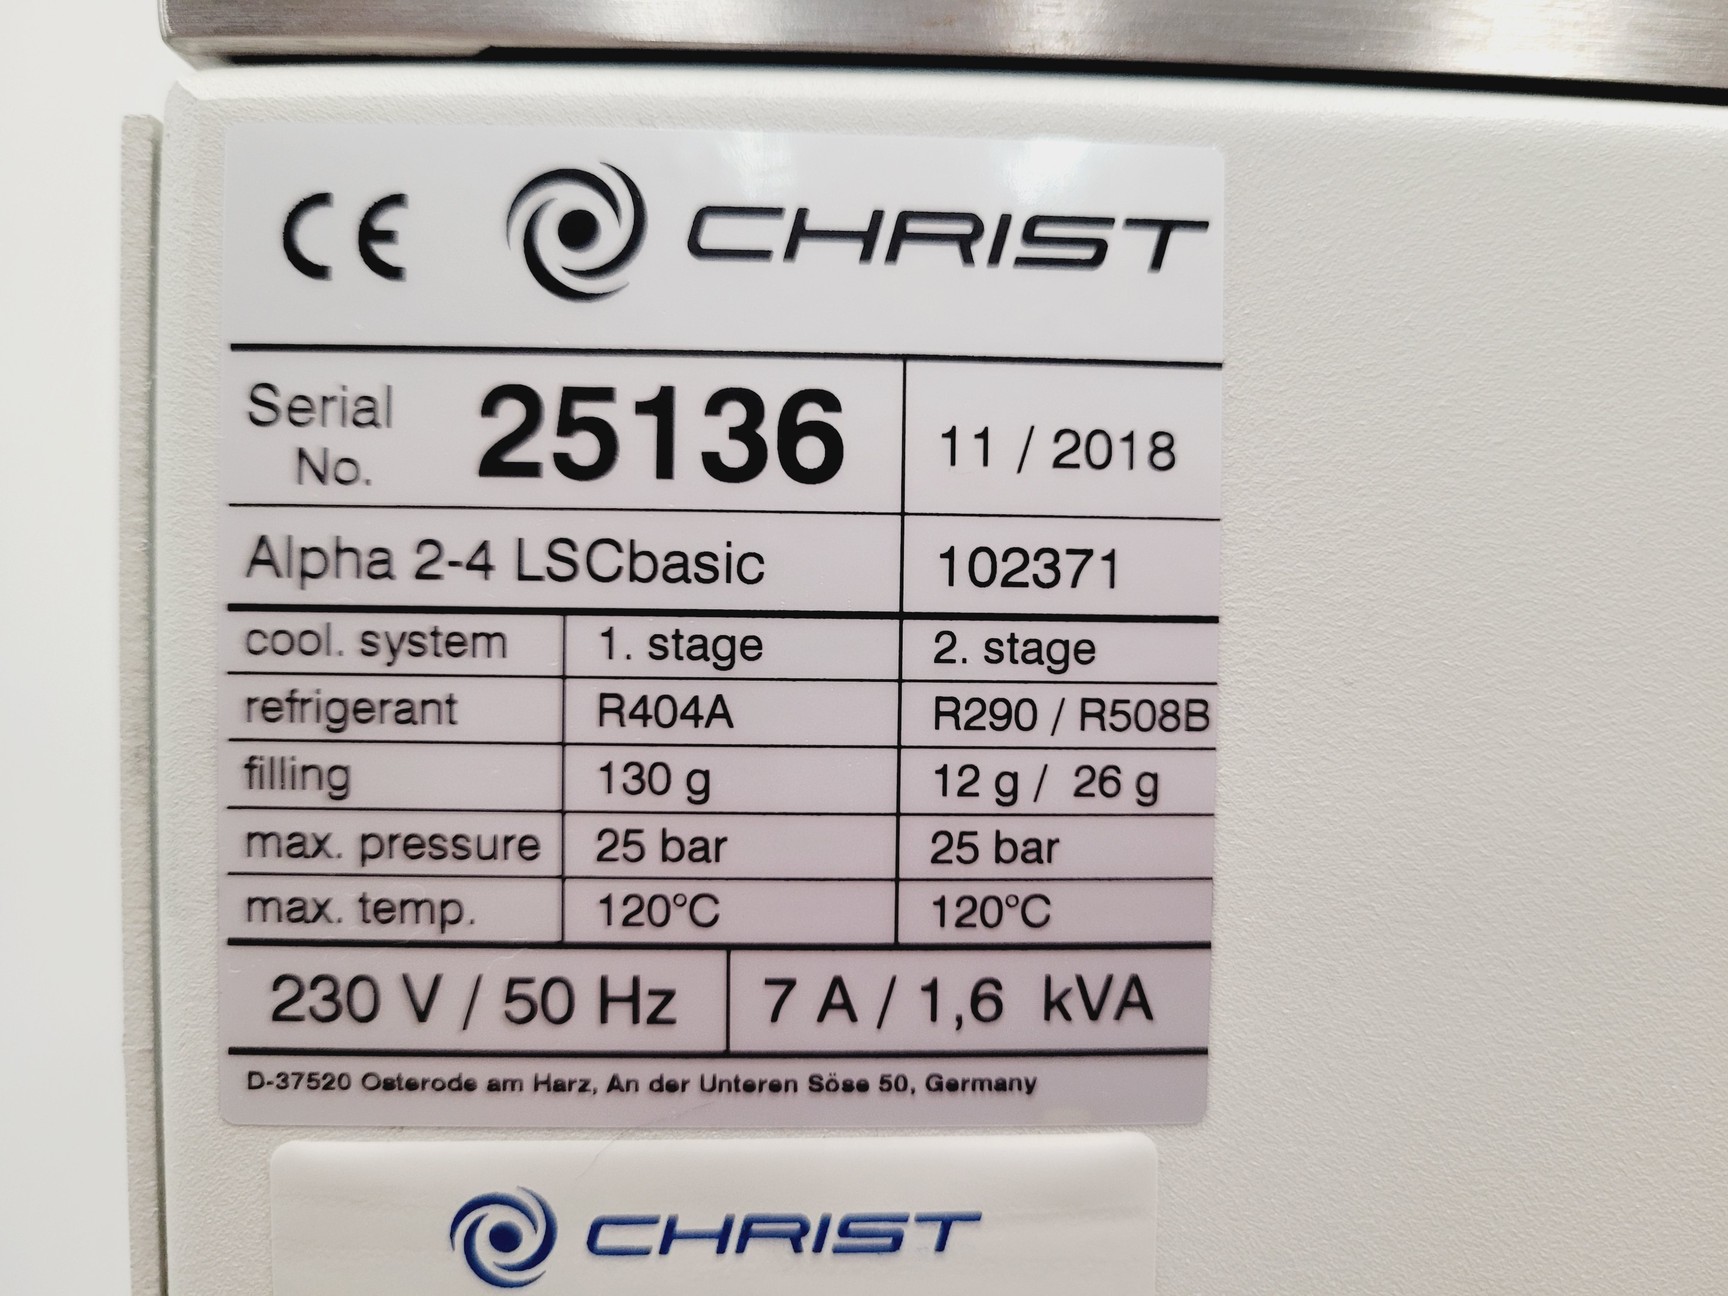 CE CHRIST
Serial No. 25136 11 / 2018
Alpha 2-4 LSCbasic 102371
cool. system 1. stage 2. stage
refrigerant R404A R290 / R508B
filling 130 g 12 g / 26 g
max. pressure 25 bar 25 bar
max. temp. 120°C 120°C
230 V / 50 Hz 7 A / 1,6 kVA
D-37520 Osterode am Harz, An der Unteren Söse 50, Germany
CHRIST